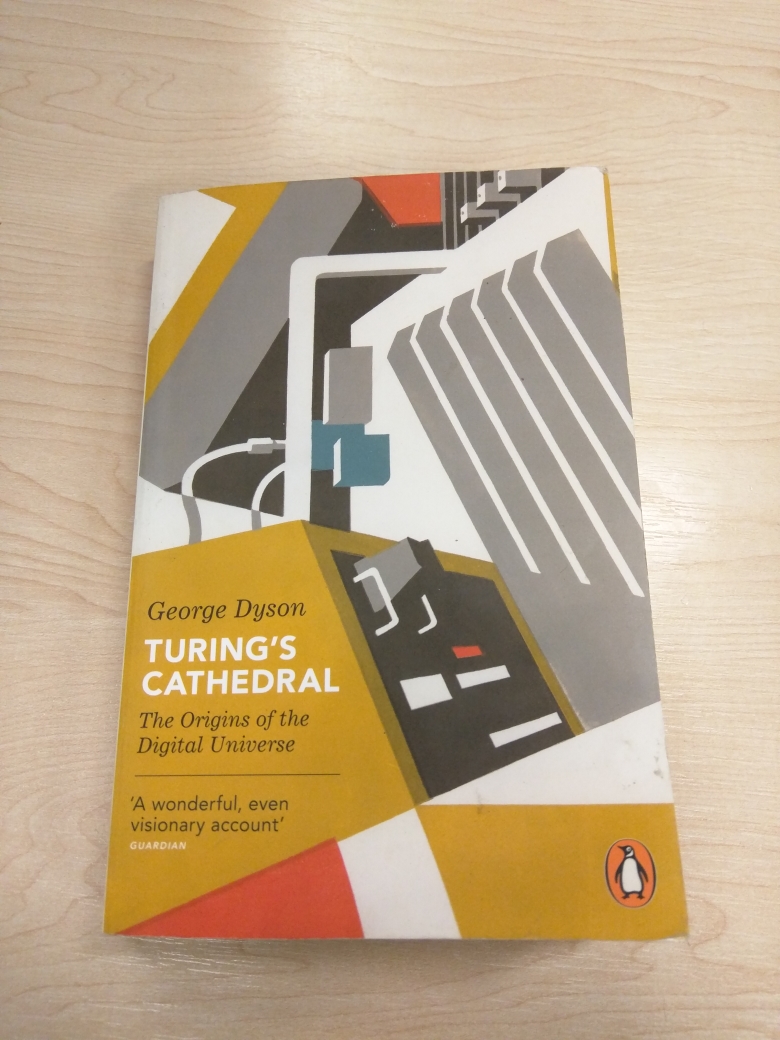 George Dyson
TURING'S
CATHEDRAL
The Origins of the
Digital Universe
'A wonderful, even
visionary account'
GUARDIAN